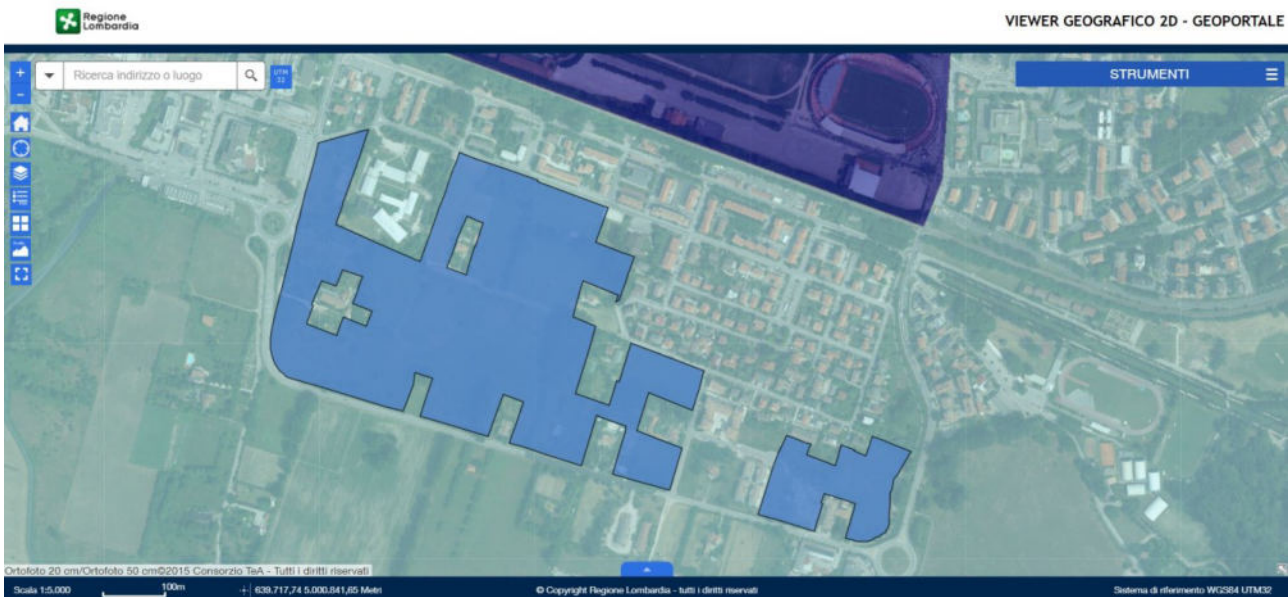 Regione
Lombardia
VIEWER GEOGRAFICO 2D - GEOPORTALE
+
Ricerca indirizzo o luogo
UTM
32
STRUMENTI
-
Ortofoto 20 cm/Ortofoto 50 cm©2015 Consorzio TeA - Tutti i diritti riservati
Scala 1:5.000
100m
639.717,74 5.000.841,65 Metri
© Copyright Regione Lombardia - tutti i diritti riservati
Sistema di riferimento WGS84 UTM32